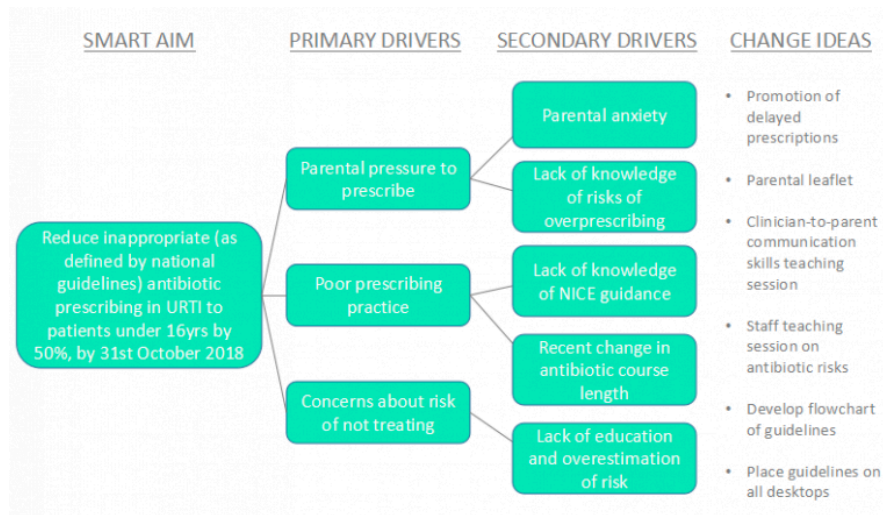 SMART AIM
PRIMARY DRIVERS
SECONDARY DRIVERS
CHANGE IDEAS
Reduce inappropriate (as
defined by national
guidelines) antibiotic
prescribing in URTI to
patients under 16yrs by
50%, by 31st October 2018
Parental pressure to
prescribe
Poor prescribing
practice
Concerns about risk
of not treating
Parental anxiety
Lack of knowledge
of risks of
overprescribing
Lack of knowledge
of NICE guidance
Recent change in
antibiotic course
length
Lack of education
and overestimation
of risk
• Promotion of
delayed
prescriptions
• Parental leaflet
• Clinician-to-parent
communication
skills teaching
session
• Staff teaching
session on
antibiotic risks
• Develop flowchart
of guidelines
• Place guidelines on
all desktops